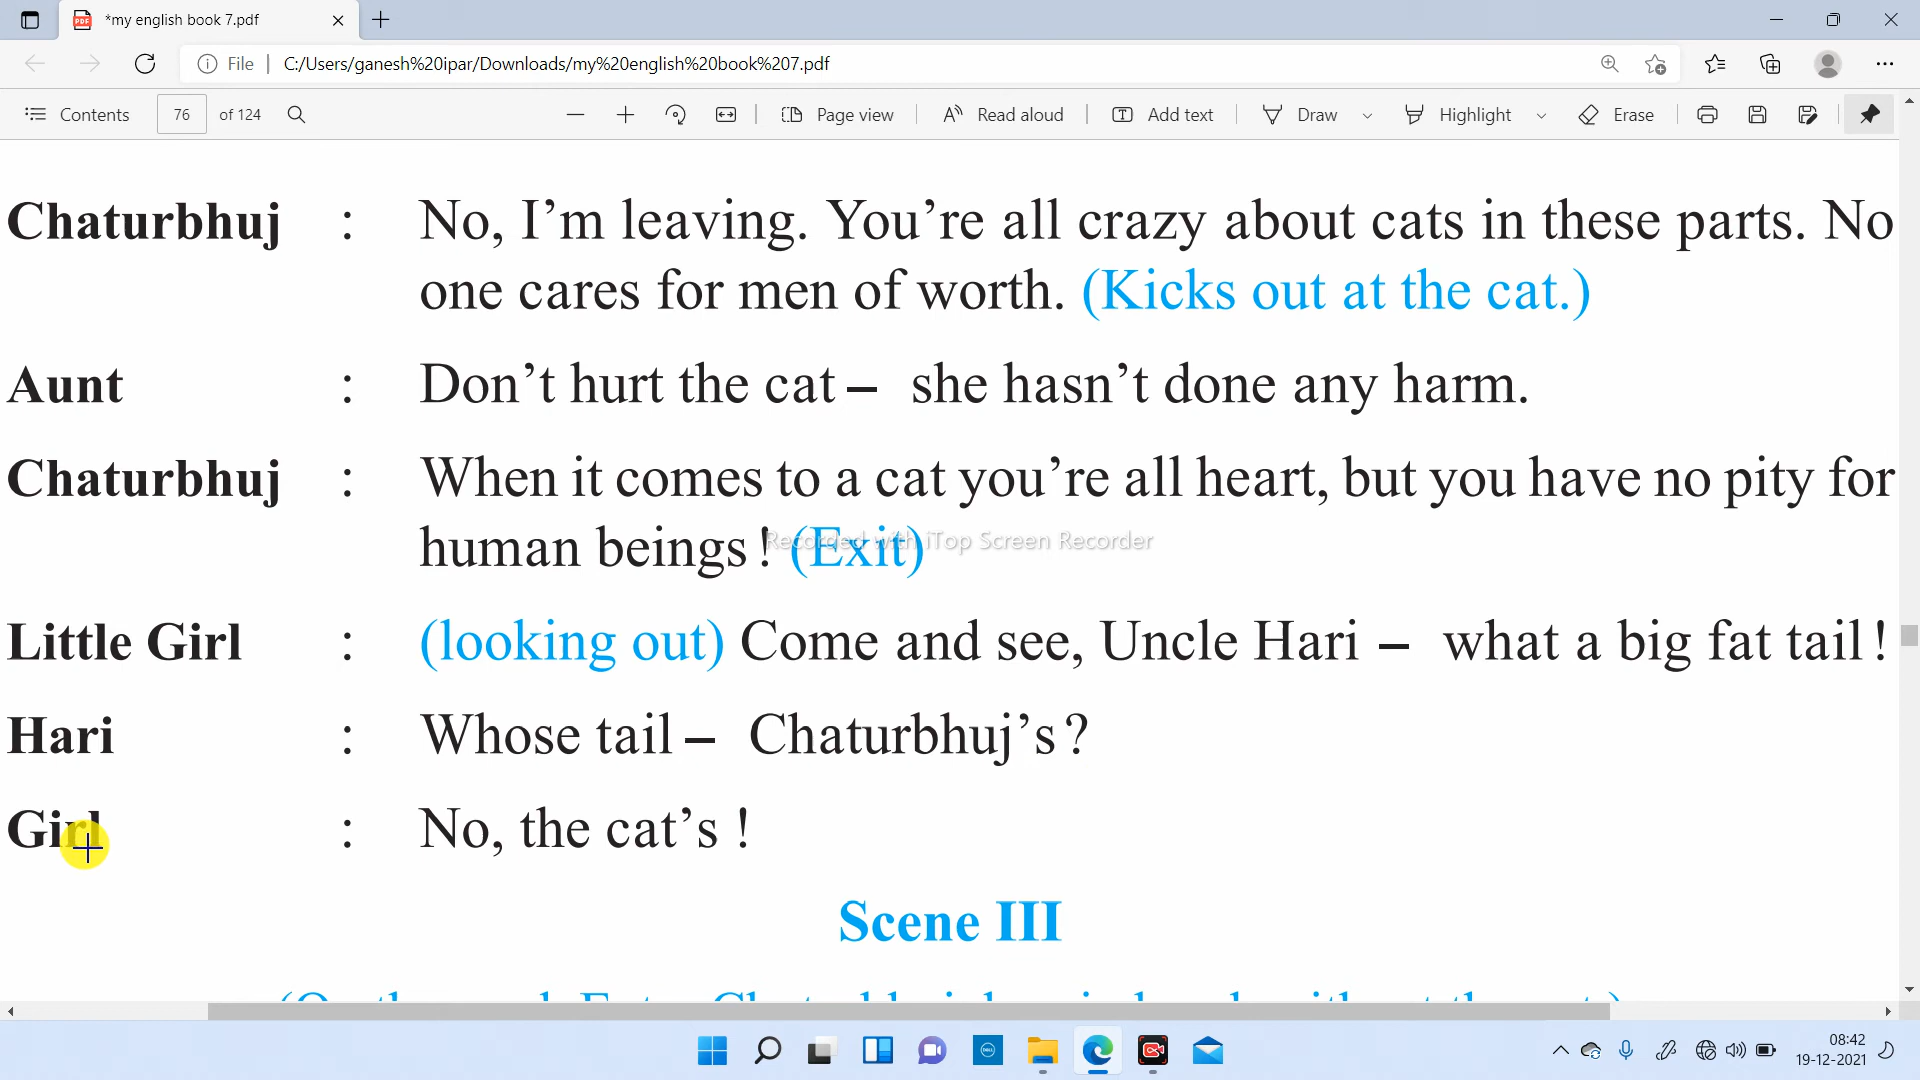 *my english book 7.pdf
File
C:/Users/ganesh%20ipar/Downloads/my%20english%20book%207.pdf
Contents 76 of 124 Page view Read aloud Add text Draw Highlight Erase
Chaturbhuj : No, I’m leaving. You’re all crazy about cats in these parts. No
one cares for men of worth. (Kicks out at the cat.)
Aunt : Don’t hurt the cat – she hasn’t done any harm.
Chaturbhuj : When it comes to a cat you’re all heart, but you have no pity for
human beings ! (Exit)
Recorded with iTop Screen Recorder
Little Girl : (looking out) Come and see, Uncle Hari – what a big fat tail !
Hari : Whose tail – Chaturbhuj’s ?
Girl : No, the cat’s !
Scene III
08:42
19-12-2021